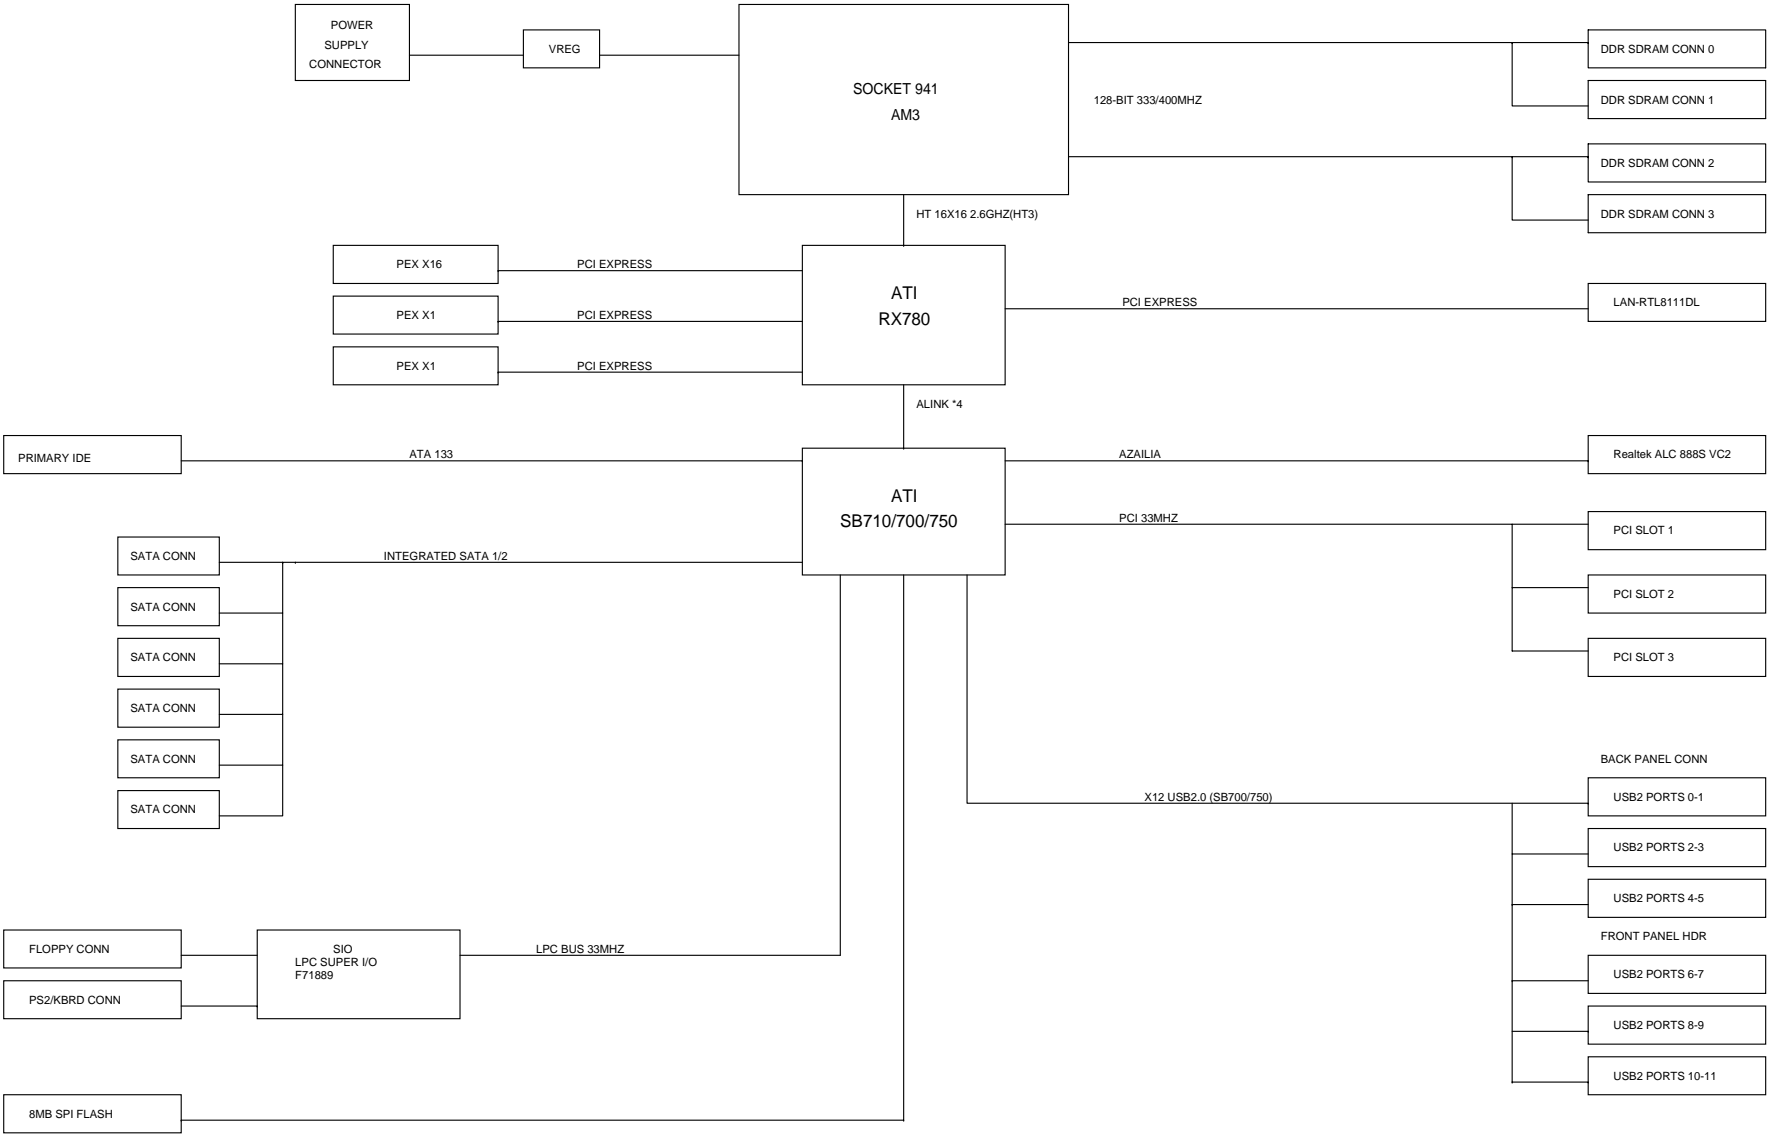 POWER
SUPPLY
CONNECTOR
VREG
SOCKET 941
AM3
128-BIT 333/400MHZ
DDR SDRAM CONN 0
DDR SDRAM CONN 1
DDR SDRAM CONN 2
DDR SDRAM CONN 3
HT 16X16 2.6GHZ(HT3)
PEX X16
PCI EXPRESS
PEX X1
PCI EXPRESS
PEX X1
PCI EXPRESS
ATI
RX780
PCI EXPRESS
LAN-RTL8111DL
ALINK *4
PRIMARY IDE
ATA 133
ATI
SB710/700/750
AZAILIA
Realtek ALC 888S VC2
PCI 33MHZ
PCI SLOT 1
PCI SLOT 2
PCI SLOT 3
INTEGRATED SATA 1/2
SATA CONN
SATA CONN
SATA CONN
SATA CONN
SATA CONN
SATA CONN
BACK PANEL CONN
X12 USB2.0 (SB700/750)
USB2 PORTS 0-1
USB2 PORTS 2-3
USB2 PORTS 4-5
FRONT PANEL HDR
USB2 PORTS 6-7
USB2 PORTS 8-9
USB2 PORTS 10-11
FLOPPY CONN
PS2/KBRD CONN
SIO
LPC SUPER I/O
F71889
LPC BUS 33MHZ
8MB SPI FLASH